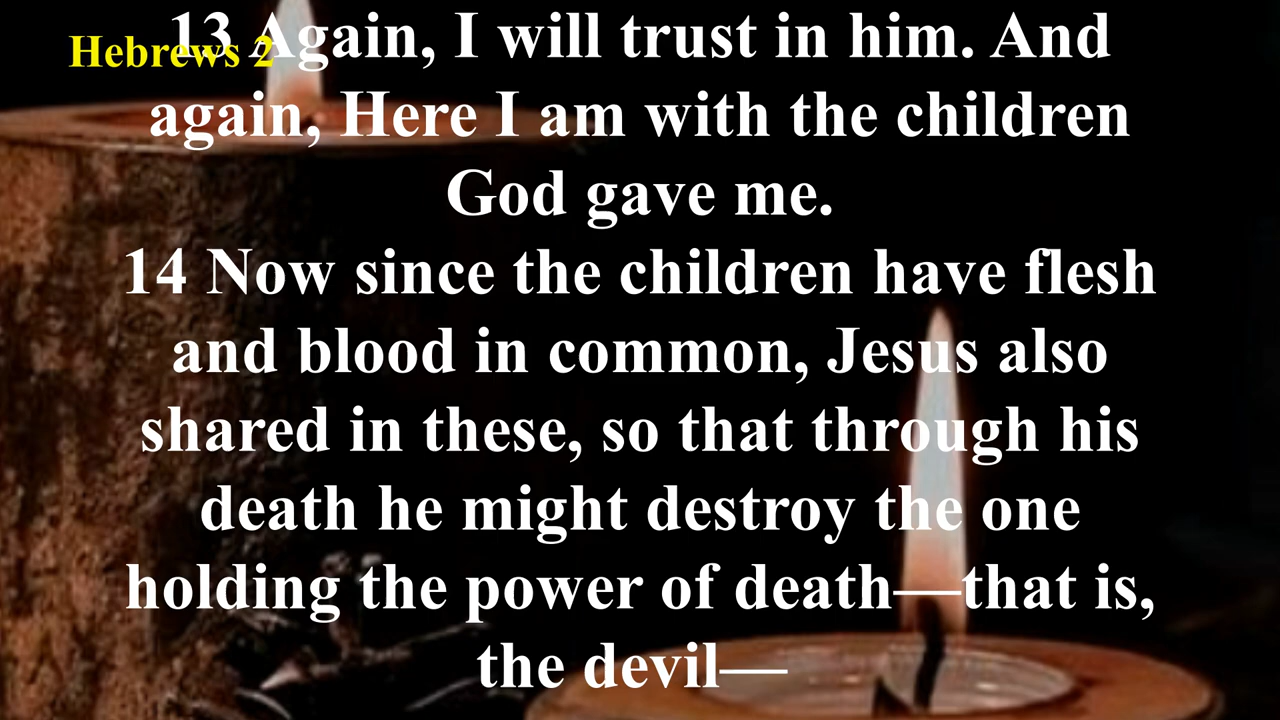 Hebrews 2
13 Again, I will trust in him. And
again, Here I am with the children
God gave me.
14 Now since the children have flesh
and blood in common, Jesus also
shared in these, so that through his
death he might destroy the one
holding the power of death—that is,
the devil—